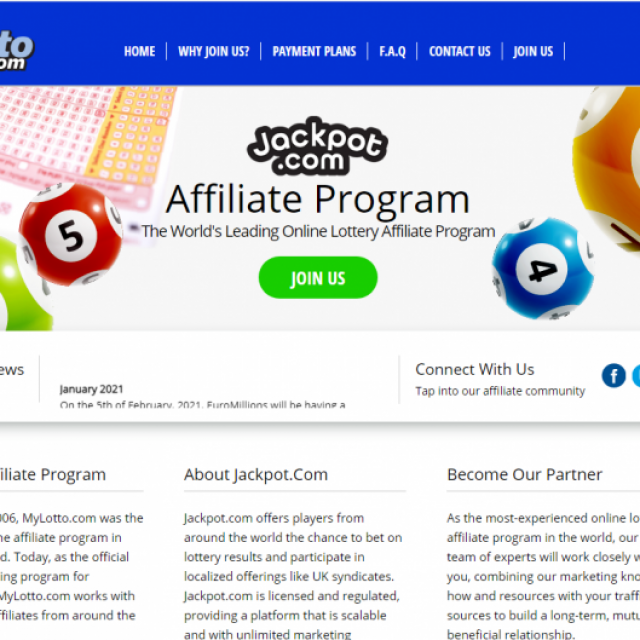 to
om
HOME
WHY JOIN US?
PAYMENT PLANS
F.A.Q
CONTACT US
JOIN US
Jackpot
.com
Affiliate Program
The World's Leading Online Lottery Affiliate Program
JOIN US
5
4
ews
January 2021
On the 5th of February, 2021, EuroMillions will be having a
Connect With Us
Tap into our affiliate community
f
iliate Program
006, MyLotto.com was the
ne affiliate program in
d. Today, as the official
ing program for
MyLotto.com works with
ffiliates from around the
About Jackpot.Com
Jackpot.com offers players from
around the world the chance to bet on
lottery results and participate in
localized offerings like UK syndicates.
Jackpot.com is licensed and regulated,
providing a platform that is scalable
and with unlimited marketing
Become Our Partner
As the most-experienced online lo
affiliate program in the world, our
team of experts will work closely w
you, combining our marketing kno
how and resources with your traffi
sources to build a long-term, mutu
beneficial relationship.